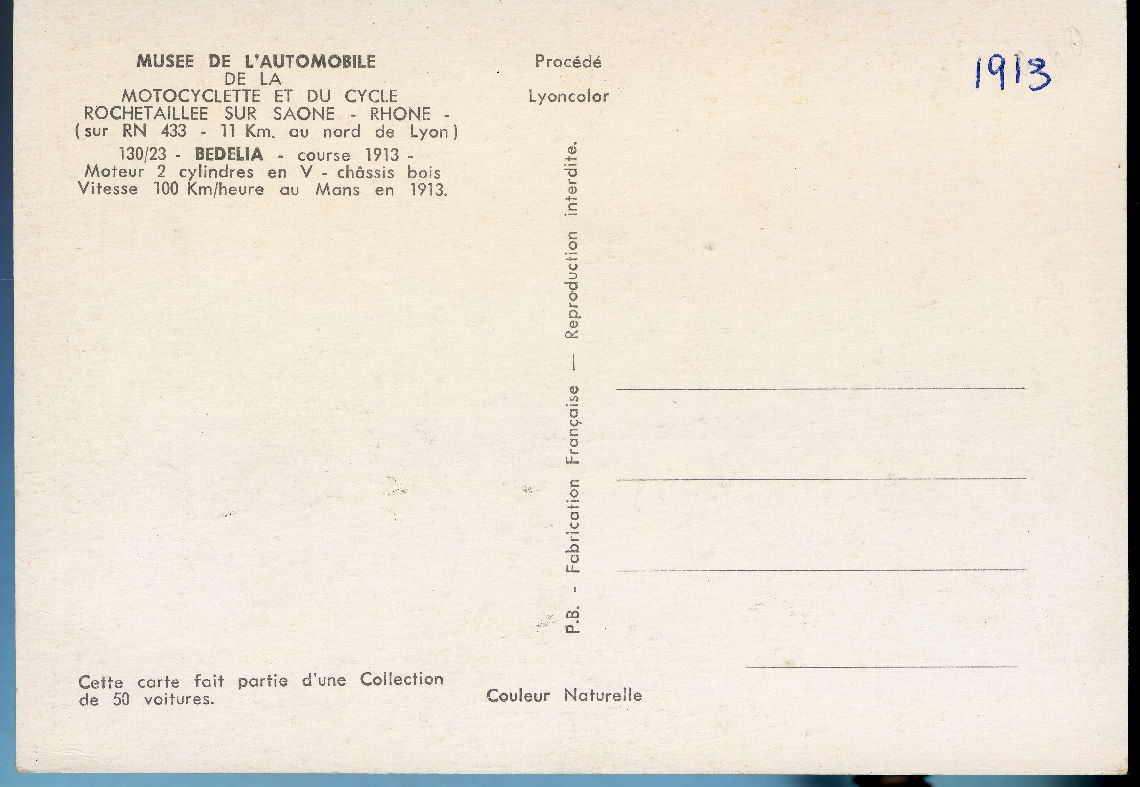 MUSEE DE L'AUTOMOBILE
DE LA
MOTOCYCLETTE ET DU CYCLE
ROCHETAILLEE SUR SAONE - RHONE -
(sur RN 433 - 11 Km. au nord de Lyon)
130/23 - BEDELIA - course 1913 -
Moteur 2 cylindres en V - châssis bois
Vitesse 100 Km/heure au Mans en 1913.
Cette carte fait partie d'une Collection
de 50 voitures.
Procédé
Lyoncolor
P.B. - Fabrication Française — Reproduction interdite.
Couleur Naturelle
1913